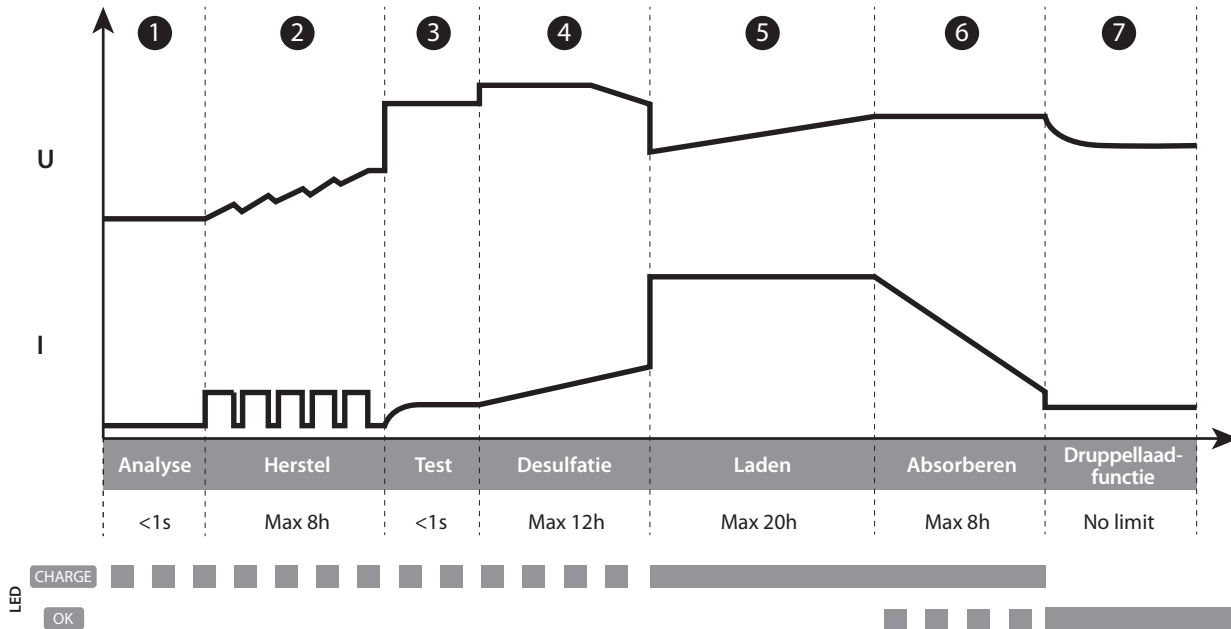 1 2 3 4 5 6 7
U
I
Analyse Herstel Test Desulfatie Laden Absorberen Druppellaad-
functie
<1s Max 8h <1s Max 12h Max 20h Max 8h No limit
LED
CHARGE
OK